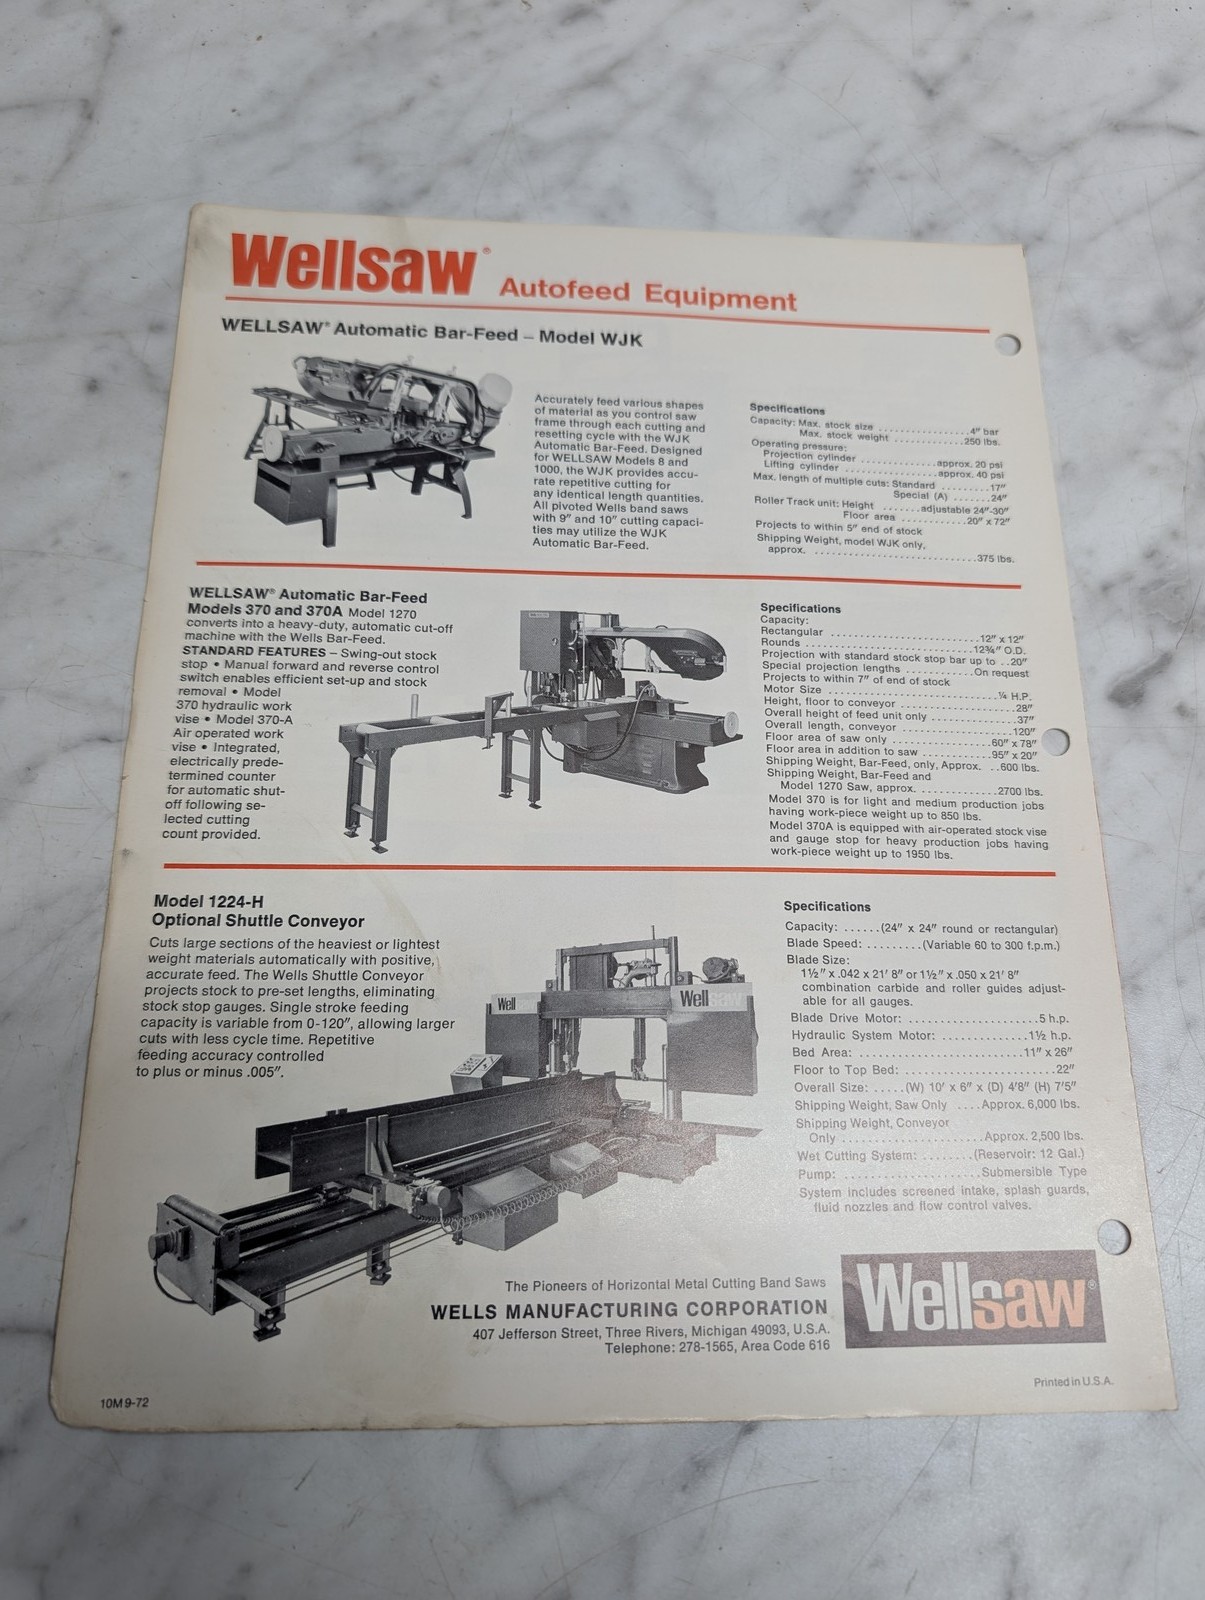 Wellsaw® Autofeed Equipment
WELLSAW® Automatic Bar-Feed – Model WJK
Accurately feed various shapes
of material as you control saw
frame through each cutting and
resetting cycle with the WJK
Automatic Bar-Feed. Designed
for WELLSAW Models 8 and
1000, the WJK provides accu-
rate repetitive cutting for
any identical length quantities.
All pivoted Wells band saws
with 9" and 10" cutting capaci-
ties may utilize the WJK
Automatic Bar-Feed.
Specifications
Capacity: Max. stock size ................. 4" bar
Max. stock weight ............. 250 lbs.
Operating pressure:
Projection cylinder .............. approx. 20 psi
Lifting cylinder .................. approx. 40 psi
Max. length of multiple cuts: Standard ......... 17"
Special (A) ....... 24"
Roller Track unit: Height ....... adjustable 24"-30"
Floor area ............ 20" x 72"
Projects to within 5" end of stock
Shipping Weight, model WJK only,
approx. .............................. 375 lbs.
WELLSAW® Automatic Bar-Feed
Models 370 and 370A Model 1270
converts into a heavy-duty, automatic cut-off
machine with the Wells Bar-Feed.
STANDARD FEATURES – Swing-out stock
stop • Manual forward and reverse control
switch enables efficient set-up and stock
removal • Model
370 hydraulic work
vise • Model 370-A
Air operated work
vise • Integrated,
electrically prede-
termined counter
for automatic shut-
off following se-
lected cutting
count provided.
Specifications
Capacity:
Rectangular ........................... 12" x 12"
Rounds .............................. 12¾" O.D.
Projection with standard stock stop bar up to .. 20"
Special projection lengths ............. On request
Projects to within 7" of end of stock
Motor Size ............................... ¼ H.P.
Height, floor to conveyor ................... 28"
Overall height of feed unit only ............... 37"
Overall length, conveyor .................... 120"
Floor area of saw only .................. 60" x 78"
Floor area in addition to saw ............ 95" x 20"
Shipping Weight, Bar-Feed, only, Approx. .. 600 lbs.
Shipping Weight, Bar-Feed and
Model 1270 Saw, approx. ............. 2700 lbs.
Model 370 is for light and medium production jobs
having work-piece weight up to 850 lbs.
Model 370A is equipped with air-operated stock vise
and gauge stop for heavy production jobs having
work-piece weight up to 1950 lbs.
Model 1224-H
Optional Shuttle Conveyor
Cuts large sections of the heaviest or lightest
weight materials automatically with positive,
accurate feed. The Wells Shuttle Conveyor
projects stock to pre-set lengths, eliminating
stock stop gauges. Single stroke feeding
capacity is variable from 0-120", allowing larger
cuts with less cycle time. Repetitive
feeding accuracy controlled
to plus or minus .005".
Wellsaw
Wellsaw
Specifications
Capacity: ...... (24" x 24" round or rectangular)
Blade Speed: ......... (Variable 60 to 300 f.p.m.)
Blade Size:
1½" x .042 x 21' 8" or 1½" x .050 x 21' 8"
combination carbide and roller guides adjust-
able for all gauges.
Blade Drive Motor: ..................... 5 h.p.
Hydraulic System Motor: .............. 1½ h.p.
Bed Area: .......................... 11" x 26"
Floor to Top Bed: ......................... 22"
Overall Size: ..... (W) 10' x 6" x (D) 4'8" (H) 7'5"
Shipping Weight, Saw Only .... Approx. 6,000 lbs.
Shipping Weight, Conveyor
Only ....................... Approx. 2,500 lbs.
Wet Cutting System: ........ (Reservoir: 12 Gal.)
Pump: ...................... Submersible Type
System includes screened intake, splash guards,
fluid nozzles and flow control valves.
The Pioneers of Horizontal Metal Cutting Band Saws
WELLS MANUFACTURING CORPORATION
407 Jefferson Street, Three Rivers, Michigan 49093, U.S.A.
Telephone: 278-1565, Area Code 616
Wellsaw®
Printed in U.S.A.
10M 9-72